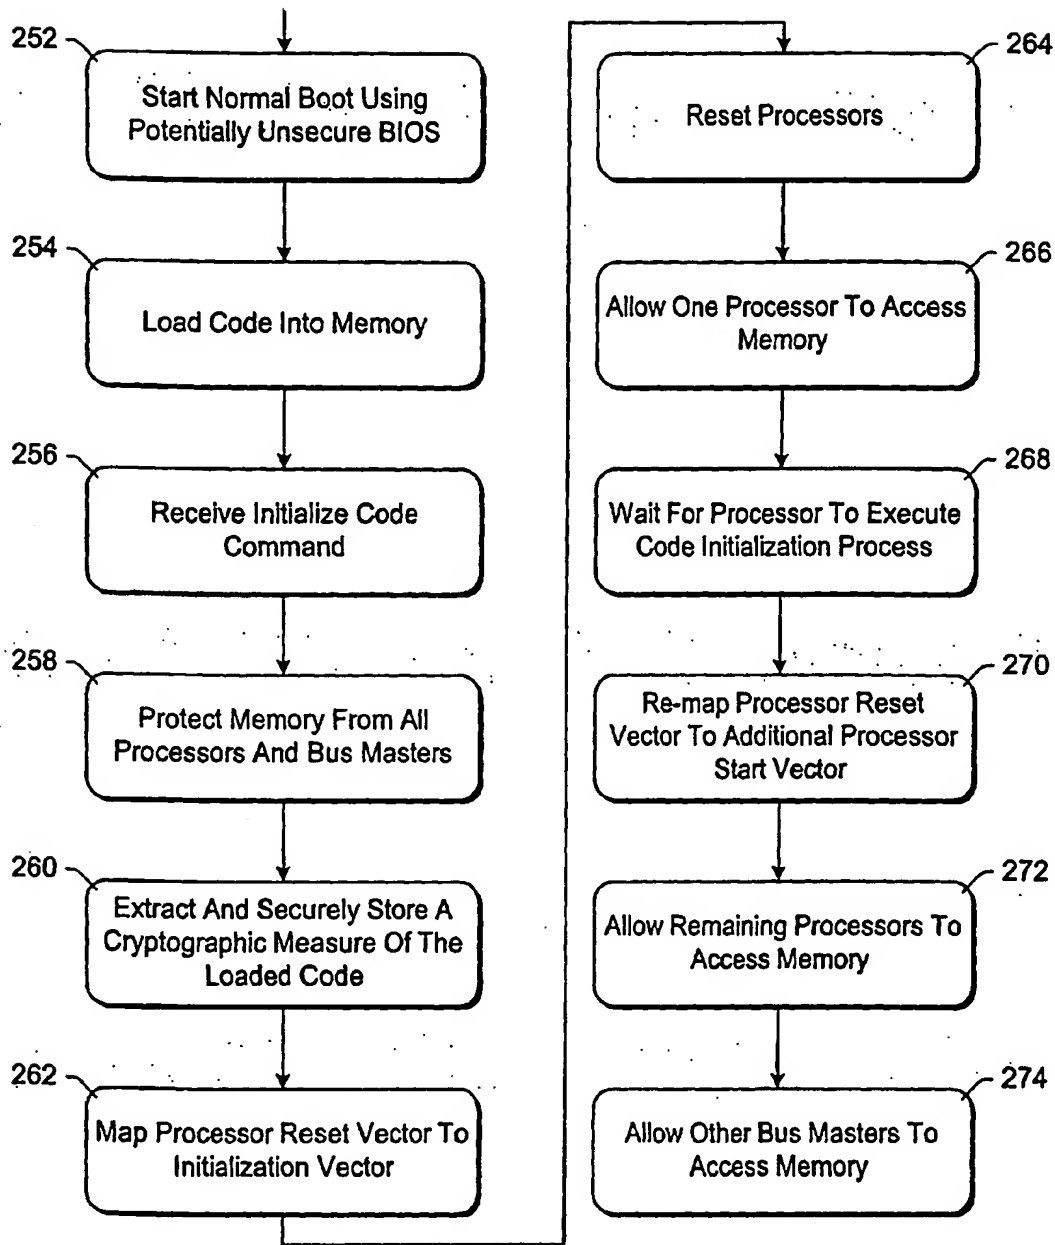 252
Start Normal Boot Using
Potentially Unsecure BIOS
254
Load Code Into Memory
256
Receive Initialize Code
Command
258
Protect Memory From All
Processors And Bus Masters
260
Extract And Securely Store A
Cryptographic Measure Of The
Loaded Code
262
Map Processor Reset Vector To
Initialization Vector
264
Reset Processors
266
Allow One Processor To Access
Memory
268
Wait For Processor To Execute
Code Initialization Process
270
Re-map Processor Reset
Vector To Additional Processor
Start Vector
272
Allow Remaining Processors To
Access Memory
274
Allow Other Bus Masters To
Access Memory